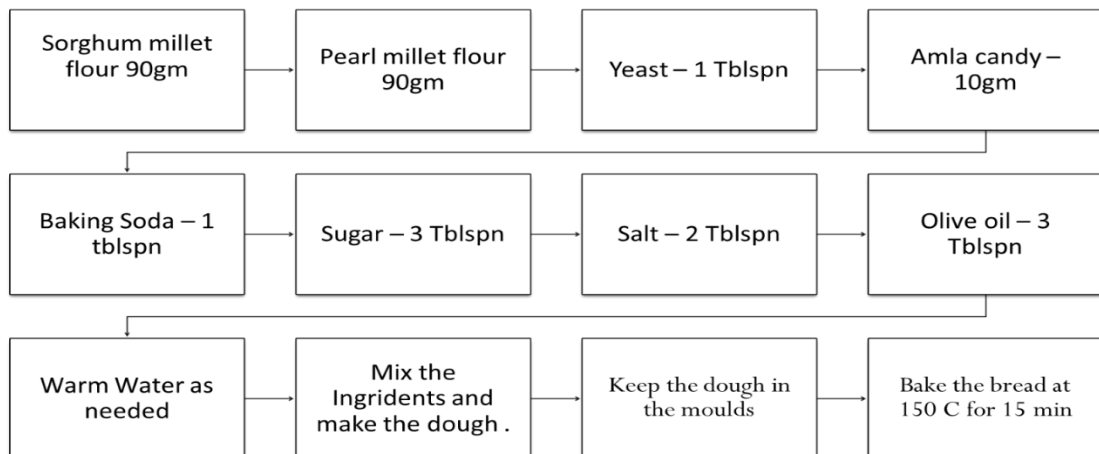 Sorghum millet
flour 90gm
Pearl millet flour
90gm
Yeast – 1 Tblspn
Amla candy –
10gm
Baking Soda – 1
tblspn
Sugar – 3 Tblspn
Salt – 2 Tblspn
Olive oil – 3
Tblspn
Warm Water as
needed
Mix the
Ingridents and
make the dough .
Keep the dough in
the moulds
Bake the bread at
150 C for 15 min